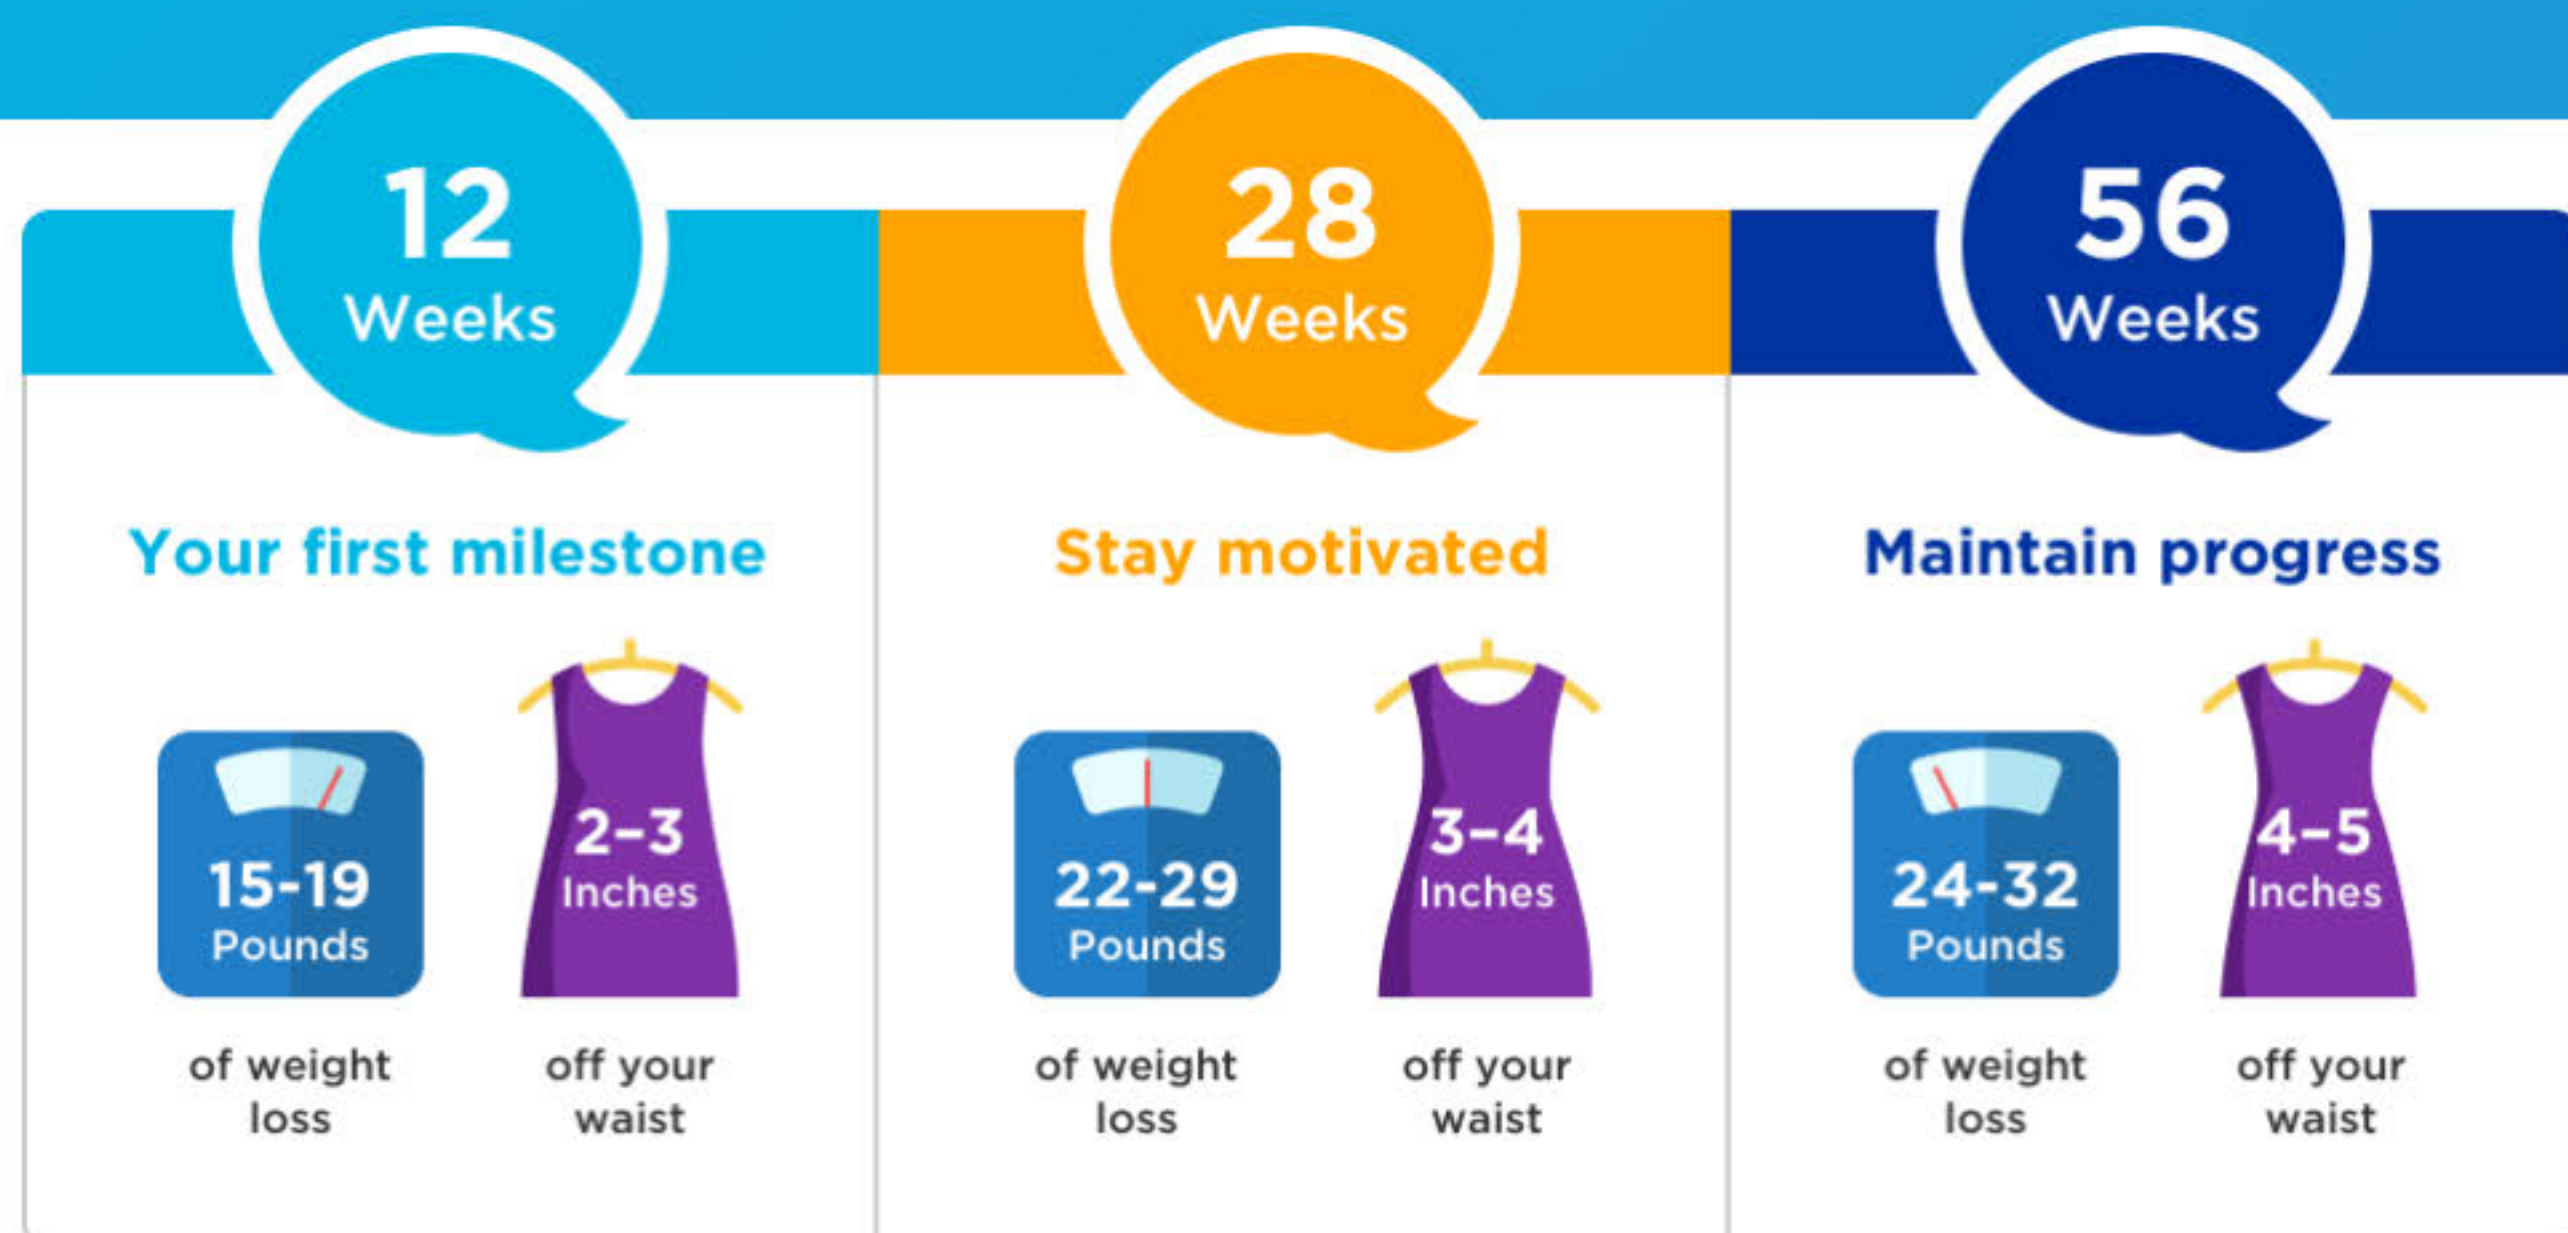 12
Weeks
Your first milestone
15-19
Pounds
of weight
loss
2–3
Inches
off your
waist
28
Weeks
Stay motivated
22-29
Pounds
of weight
loss
3–4
Inches
off your
waist
56
Weeks
Maintain progress
24-32
Pounds
of weight
loss
4–5
Inches
off your
waist